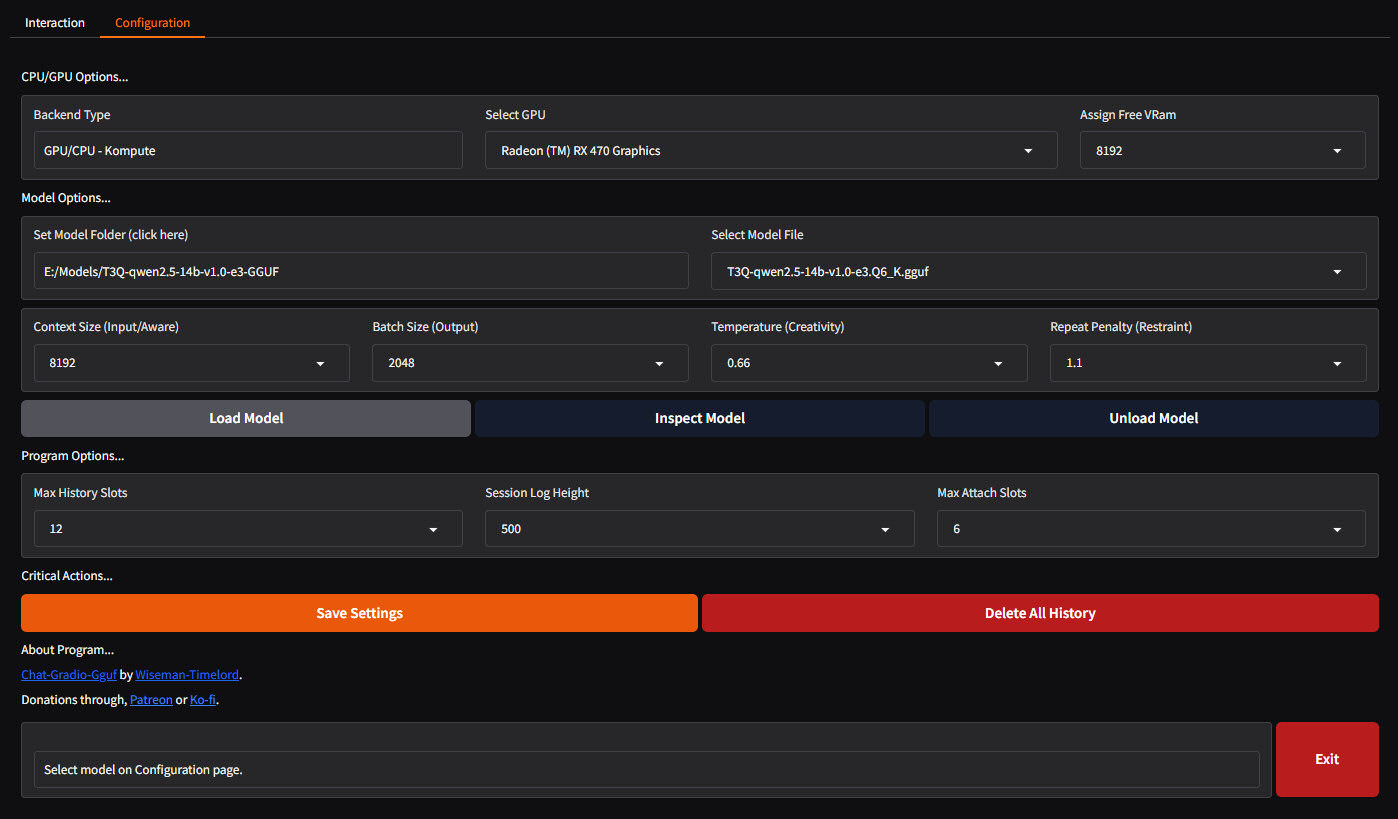 Interaction Configuration
CPU/GPU Options...
Backend Type Select GPU Assign Free VRam
GPU/CPU - Kompute Radeon (TM) RX 470 Graphics 8192
Model Options...
Set Model Folder (click here) Select Model File
E:/Models/T3Q-qwen2.5-14b-v1.0-e3-GGUF T3Q-qwen2.5-14b-v1.0-e3.Q6_K.gguf
Context Size (Input/Aware) Batch Size (Output) Temperature (Creativity) Repeat Penalty (Restraint)
8192 2048 0.66 1.1
Load Model Inspect Model Unload Model
Program Options...
Max History Slots Session Log Height Max Attach Slots
12 500 6
Critical Actions...
Save Settings Delete All History
About Program...
Chat-Gradio-Gguf by Wiseman-Timelord.
Donations through, Patreon or Ko-fi.
Select model on Configuration page. Exit